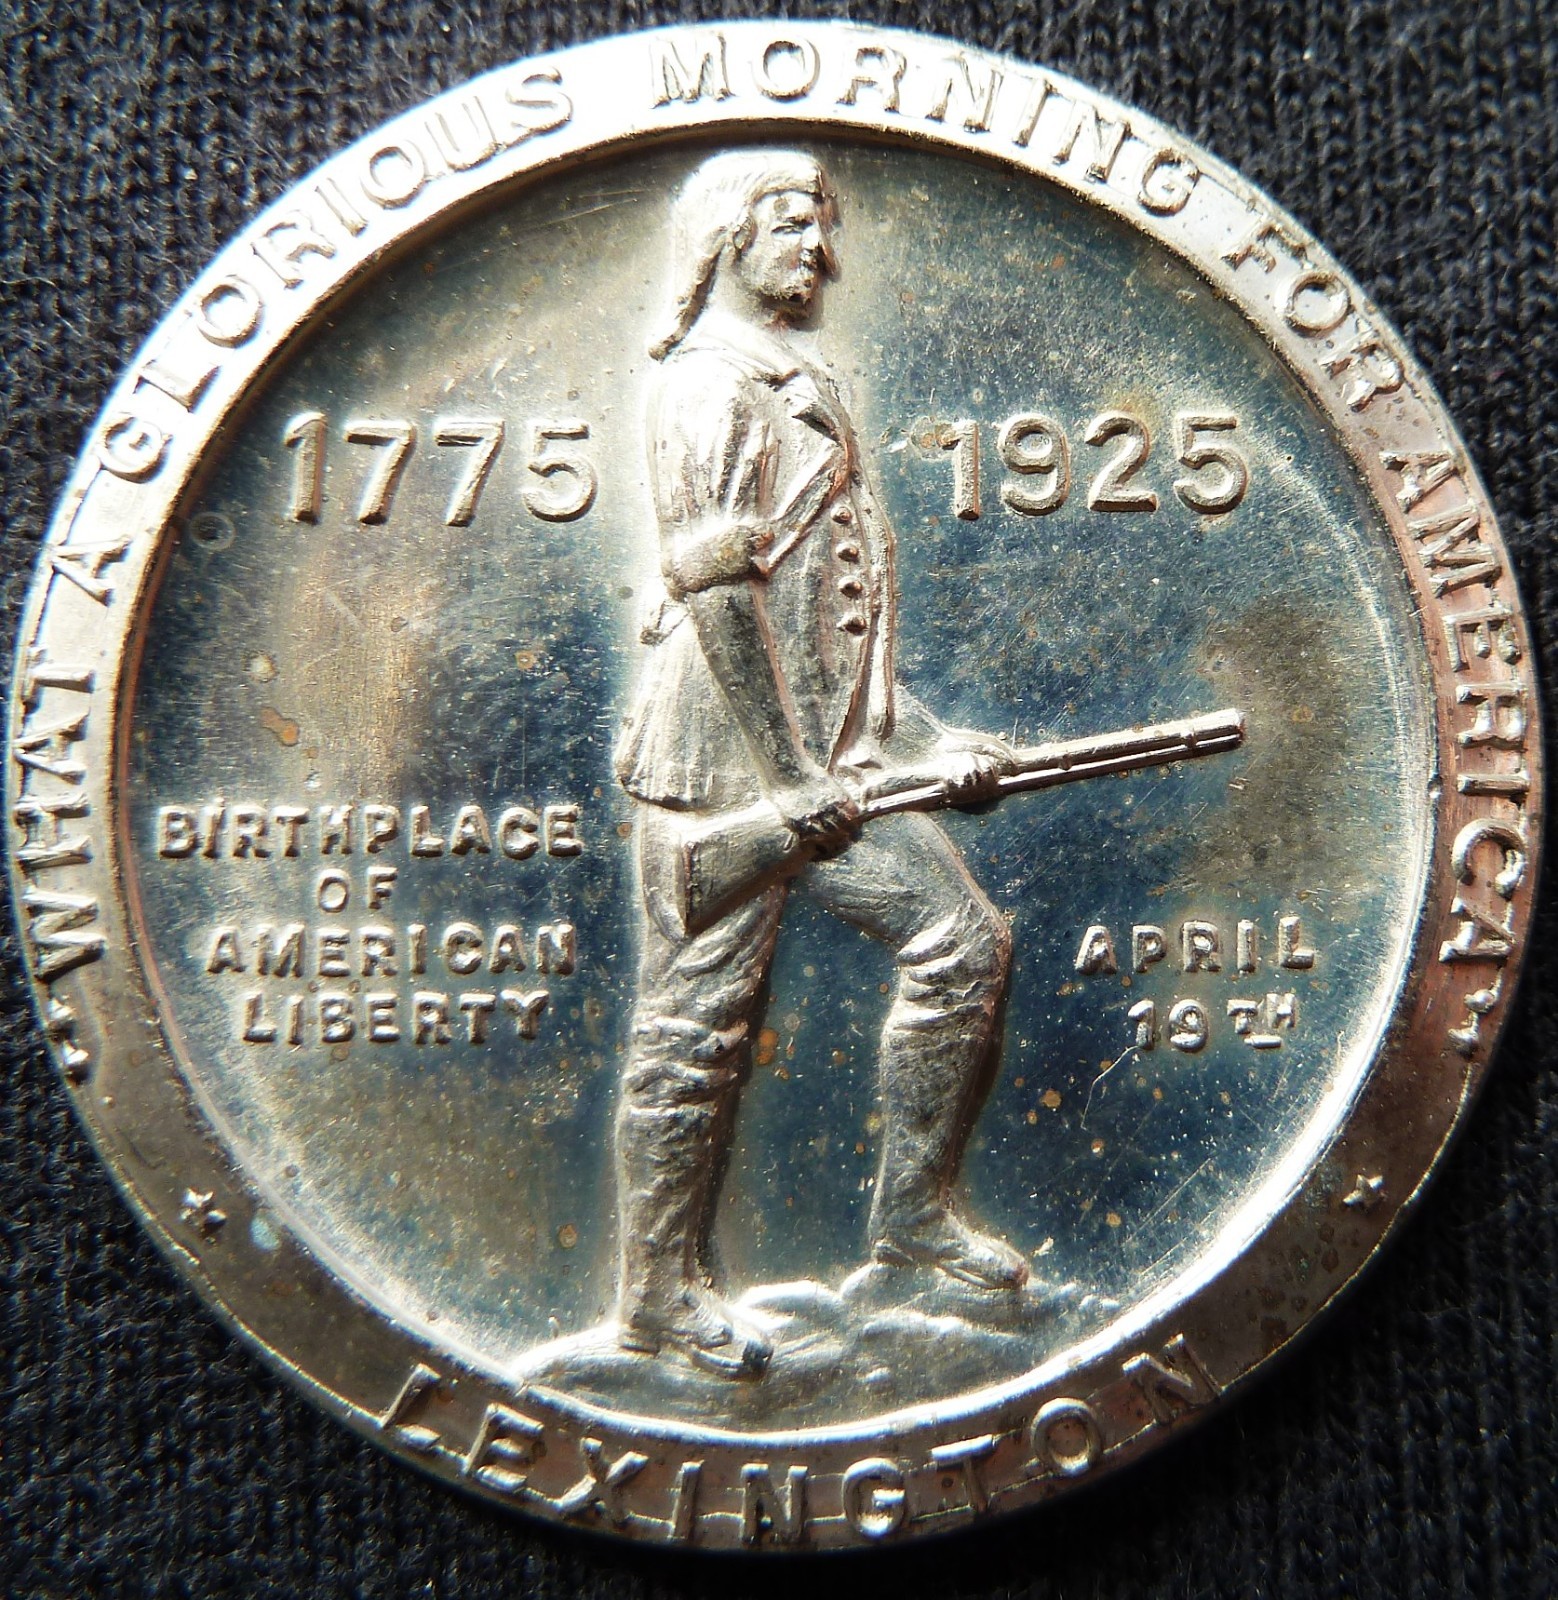 WHAT A GLORIOUS MORNING FOR AMERICA
1775 1925
BIRTHPLACE
OF
AMERICAN
LIBERTY
APRIL
19TH
LEXINGTON